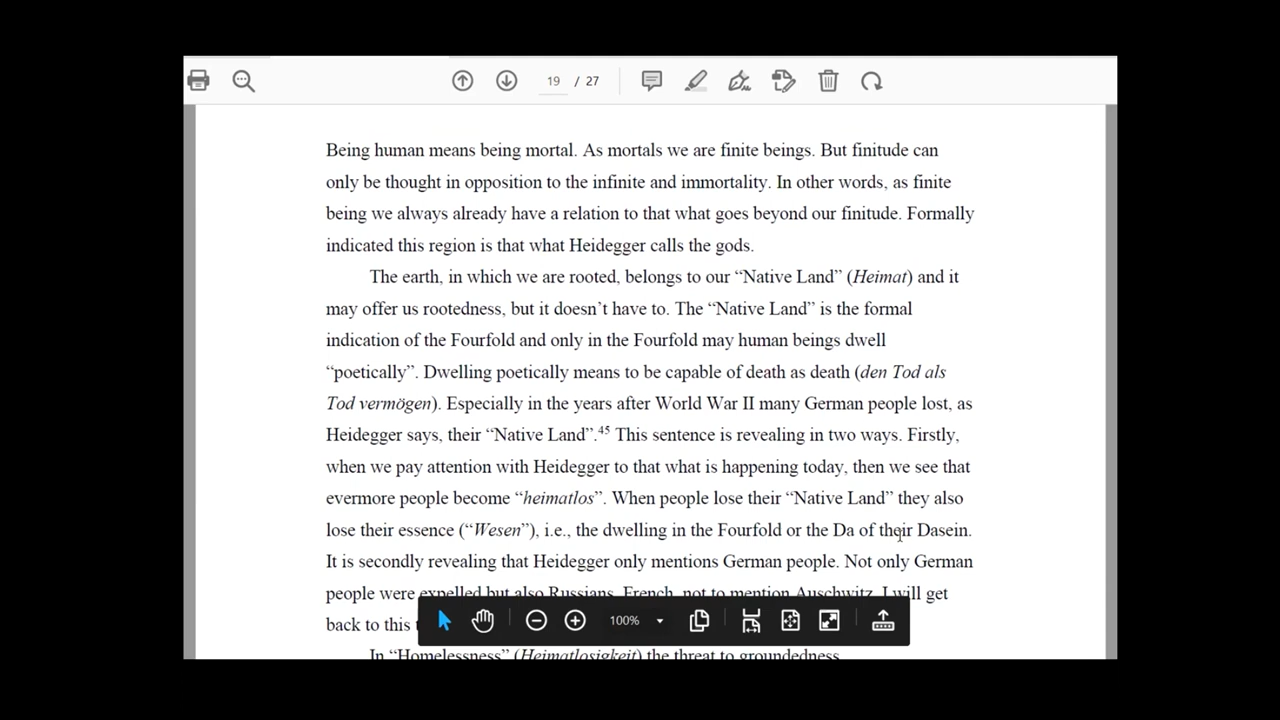 19 / 27
Being human means being mortal. As mortals we are finite beings. But finitude can
only be thought in opposition to the infinite and immortality. In other words, as finite
being we always already have a relation to that what goes beyond our finitude. Formally
indicated this region is that what Heidegger calls the gods.
The earth, in which we are rooted, belongs to our “Native Land” (Heimat) and it
may offer us rootedness, but it doesn’t have to. The “Native Land” is the formal
indication of the Fourfold and only in the Fourfold may human beings dwell
“poetically”. Dwelling poetically means to be capable of death as death (den Tod als
Tod vermögen). Especially in the years after World War II many German people lost, as
Heidegger says, their “Native Land”.45 This sentence is revealing in two ways. Firstly,
when we pay attention with Heidegger to that what is happening today, then we see that
evermore people become “heimatlos”. When people lose their “Native Land” they also
lose their essence (“Wesen”), i.e., the dwelling in the Fourfold or the Da of their Dasein.
It is secondly revealing that Heidegger only mentions German people. Not only German
people were expelled but also Russians, French, not to mention Auschwitz. I will get
back to this
100%
In “Homelessness” (Heimatlosigkeit) the threat to groundedness